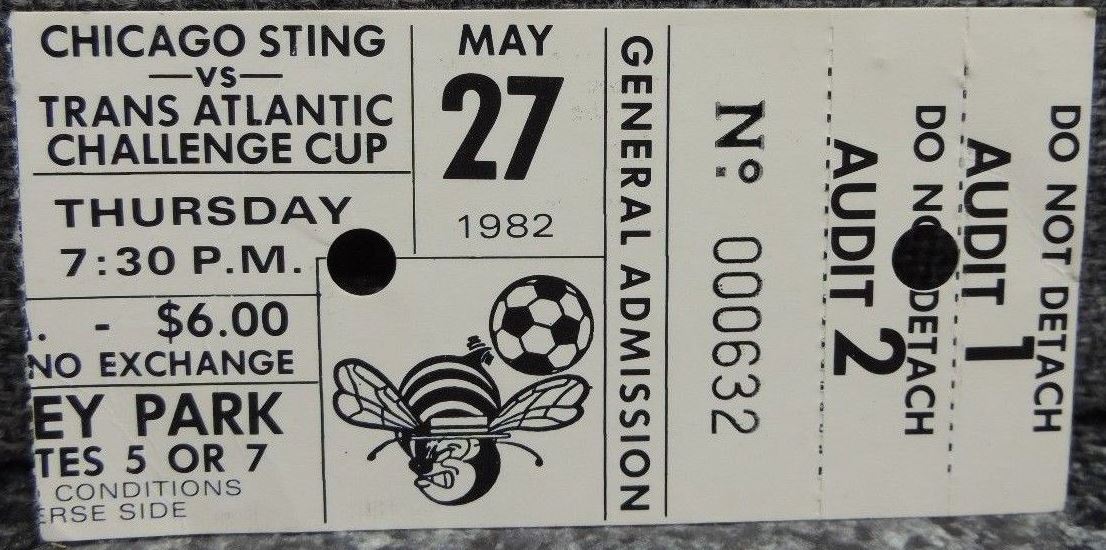 CHICAGO STING
—VS—
TRANS ATLANTIC
CHALLENGE CUP
THURSDAY
7:30 P.M.
. - $6.00
NO EXCHANGE
EY PARK
TES 5 OR 7
CONDITIONS
ERSE SIDE
MAY
27
1982
GENERAL ADMISSION
No. 000632
AUDIT 2
DO NOT DETACH
AUDIT 1
DO NOT DETACH